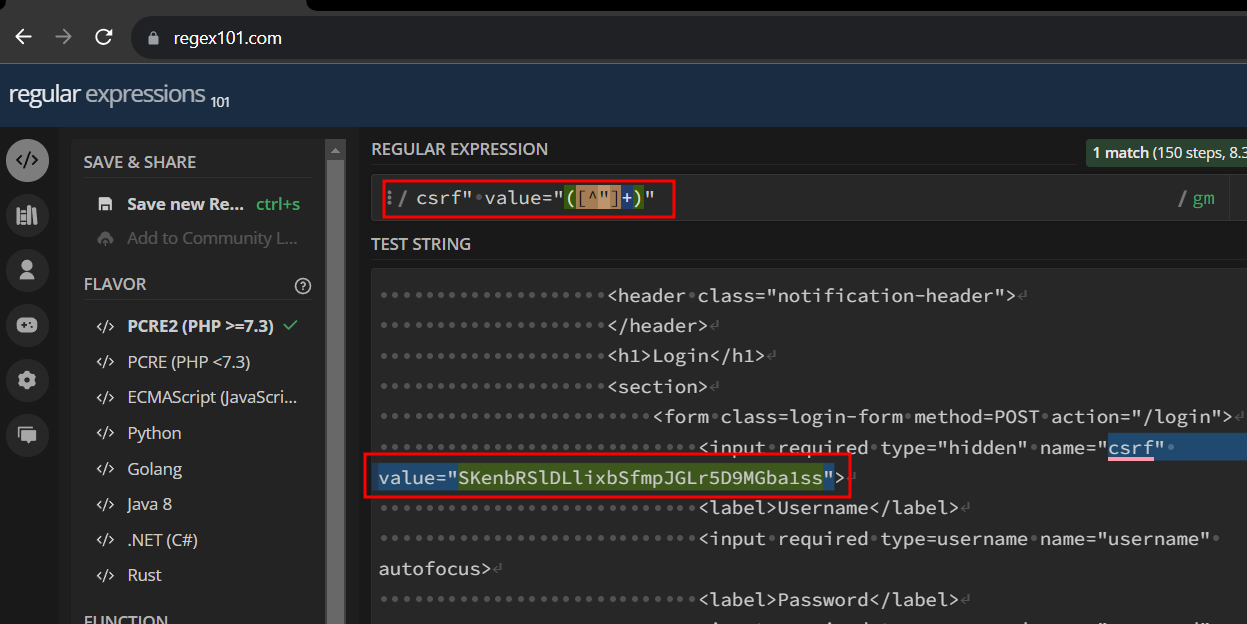 regex101.com
regular expressions 101
SAVE & SHARE
Save new Re... ctrl+s
Add to Community L...
FLAVOR
</> PCRE2 (PHP >=7.3)
</> PCRE (PHP <7.3)
</> ECMAScript (JavaScri...
</> Python
</> Golang
</> Java 8
</> .NET (C#)
</> Rust
FUNCTION
REGULAR EXPRESSION
1 match (150 steps, 8.3
/ csrf" value="([^"]+)" / gm
TEST STRING
<header class="notification-header">
</header>
<h1>Login</h1>
<section>
<form class=login-form method=POST action="/login">
<input required type="hidden" name="csrf"
value="SKenbRSlDLlixbSfmpJGLr5D9MGba1ss">
<label>Username</label>
<input required type=username name="username"
autofocus>
<label>Password</label>